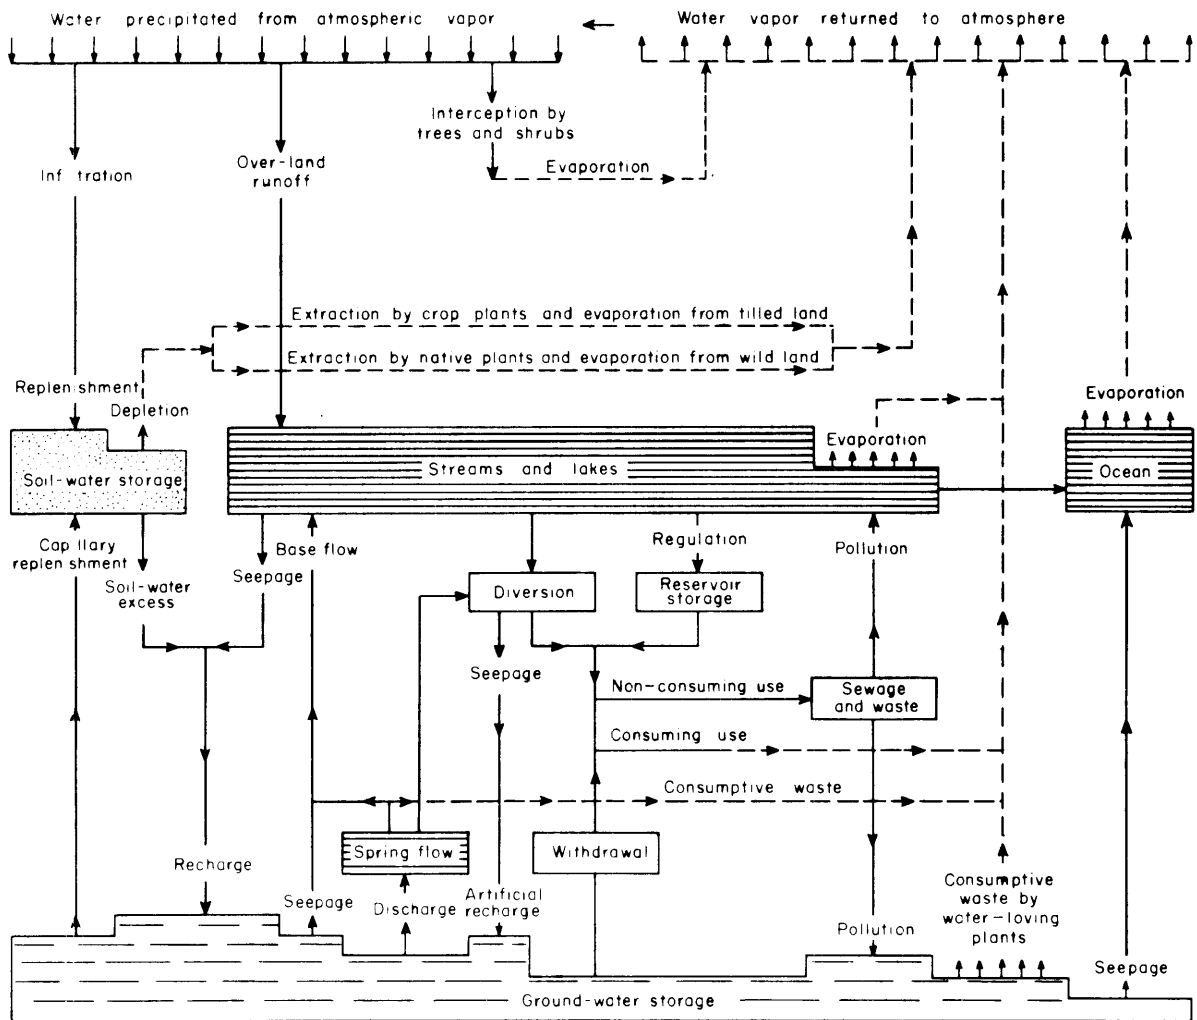 Water precipitated from atmospheric vapor
Water vapor returned to atmosphere
Interception by
trees and shrubs
Evaporation
Over-land
runoff
Inf tration
Extraction by crop plants and evaporation from tilled land
Extraction by native plants and evaporation from wild land
Replenishment
Depletion
Evaporation
Evaporation
Soil-water storage
Streams and lakes
Ocean
Capillary
replenishment
Soil-water
excess
Seepage
Base flow
Regulation
Pollution
Diversion
Reservoir
storage
Seepage
Non-consuming use
Sewage
and waste
Consuming use
Consumptive waste
Spring flow
Withdrawal
Recharge
Seepage
Discharge
Artificial
recharge
Pollution
Consumptive
waste by
water-loving
plants
Seepage
Ground-water storage